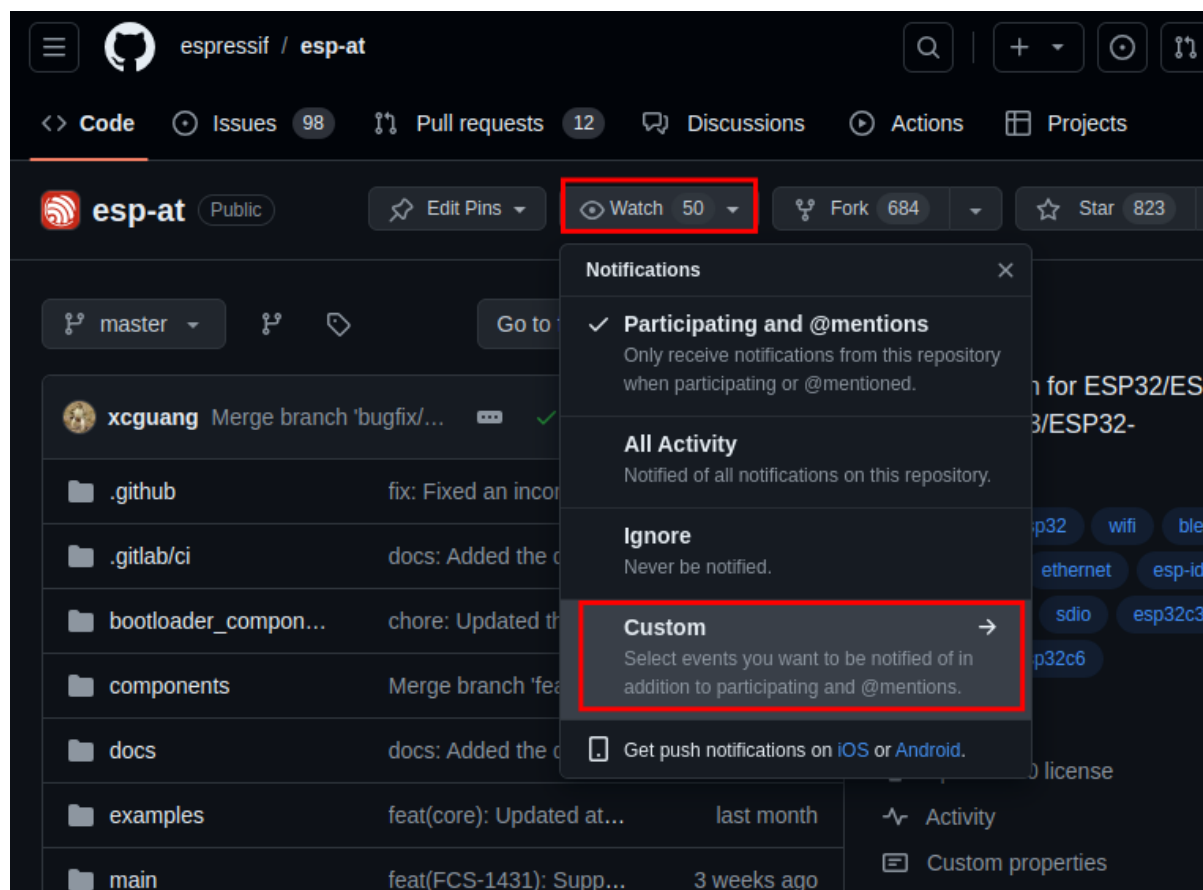 espressif / esp-at
Code Issues 98 Pull requests 12 Discussions Actions Projects
esp-at Public Edit Pins Watch 50 Fork 684 Star 823
Notifications
master Go to
Participating and @mentions
Only receive notifications from this repository
when participating or @mentioned.
for ESP32/ES
xcguang Merge branch 'bugfix/…
/ESP32-
All Activity
Notified of all notifications on this repository.
.github fix: Fixed an incor
wifi ble
Ignore
Never be notified.
.gitlab/ci docs: Added the
ethernet esp-id
bootloader_compon… chore: Updated th
sdio esp32c3
Custom
Select events you want to be notified of in
addition to participating and @mentions.
p32c6
components Merge branch 'fea
docs docs: Added the
Get push notifications on iOS or Android.
license
examples feat(core): Updated at… last month
Activity
main feat(FCS-1431): Supp… 3 weeks ago
Custom properties